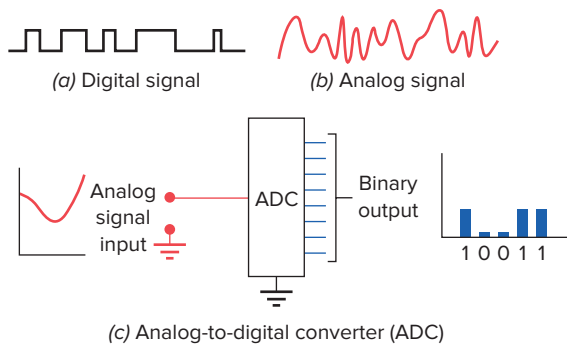 (a) Digital signal
(b) Analog signal
Analog
signal
input
ADC
Binary
output
1 0 0 1 1
(c) Analog-to-digital converter (ADC)